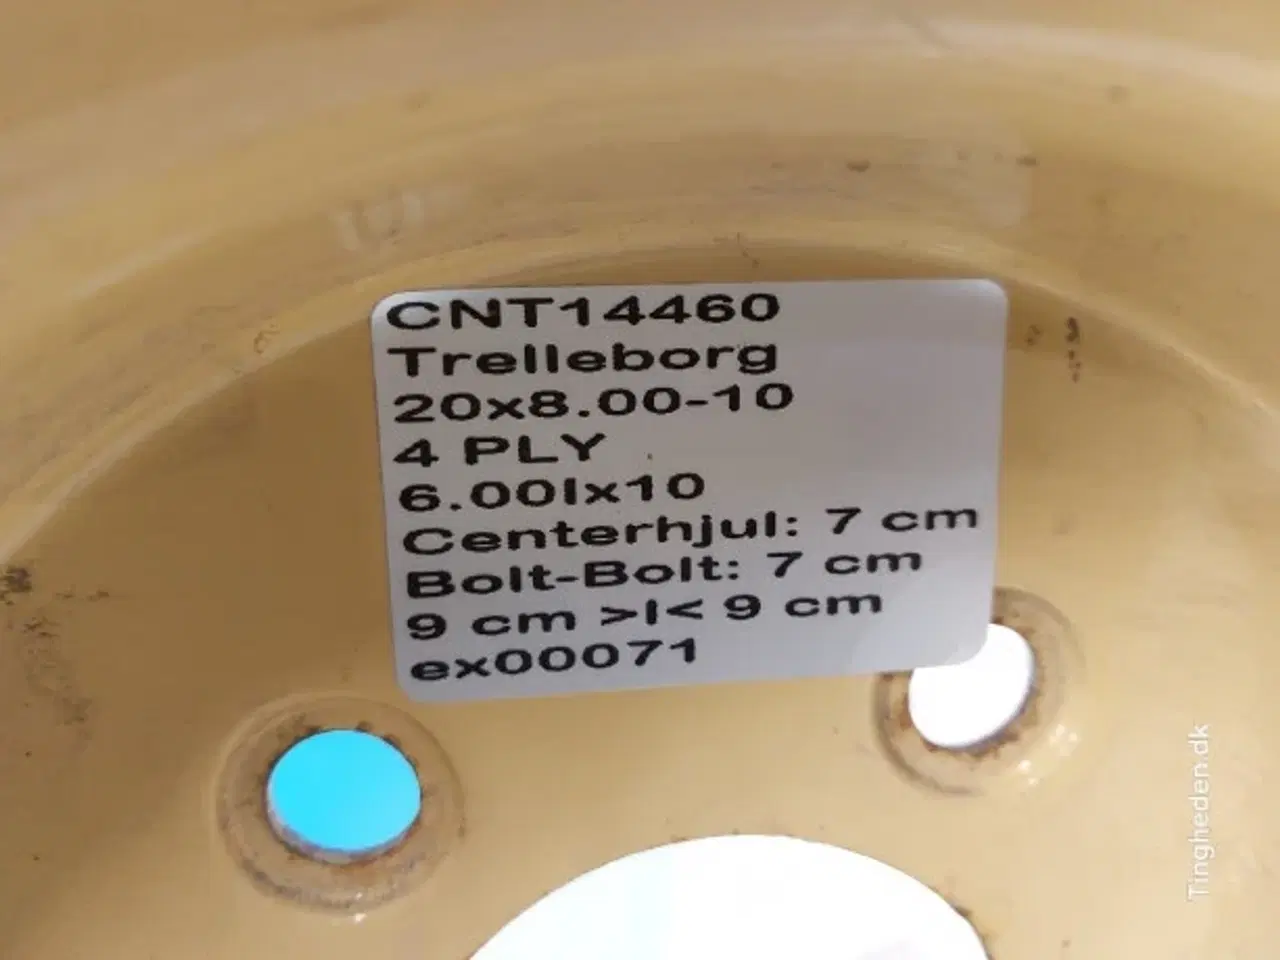 CNT14460
Trelleborg
20x8.00-10
4 PLY
6.00Ix10
Centerhjul: 7 cm
Bolt-Bolt: 7 cm
9 cm >I< 9 cm
ex00071
Tingheden.dk